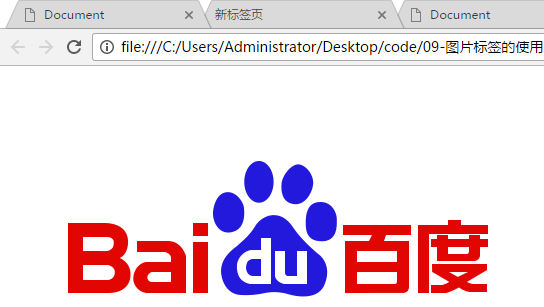 Document 新标签页 Document
file:///C:/Users/Administrator/Desktop/code/09-图片标签的使用
Bai du 百度